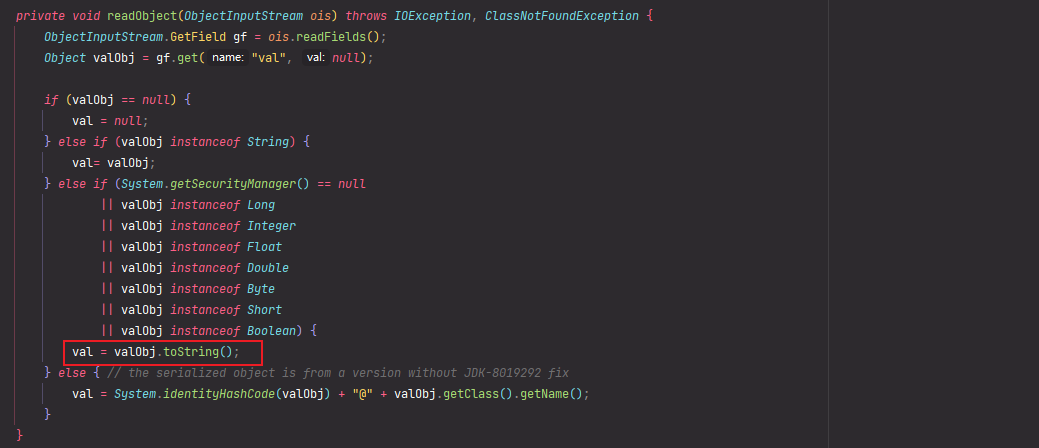 private void readObject(ObjectInputStream ois) throws IOException, ClassNotFoundException {
ObjectInputStream.GetField gf = ois.readFields();
Object valObj = gf.get( name: "val", val: null);
if (valObj == null) {
val = null;
} else if (valObj instanceof String) {
val= valObj;
} else if (System.getSecurityManager() == null
|| valObj instanceof Long
|| valObj instanceof Integer
|| valObj instanceof Float
|| valObj instanceof Double
|| valObj instanceof Byte
|| valObj instanceof Short
|| valObj instanceof Boolean) {
val = valObj.toString();
} else { // the serialized object is from a version without JDK-8019292 fix
val = System.identityHashCode(valObj) + "@" + valObj.getClass().getName();
}
}